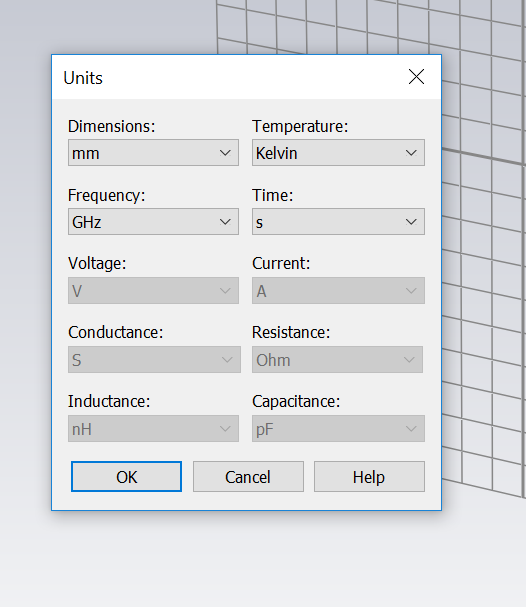 Units
Dimensions: Temperature:
mm Kelvin
Frequency: Time:
GHz s
Voltage: Current:
V A
Conductance: Resistance:
S Ohm
Inductance: Capacitance:
nH pF
OK Cancel Help